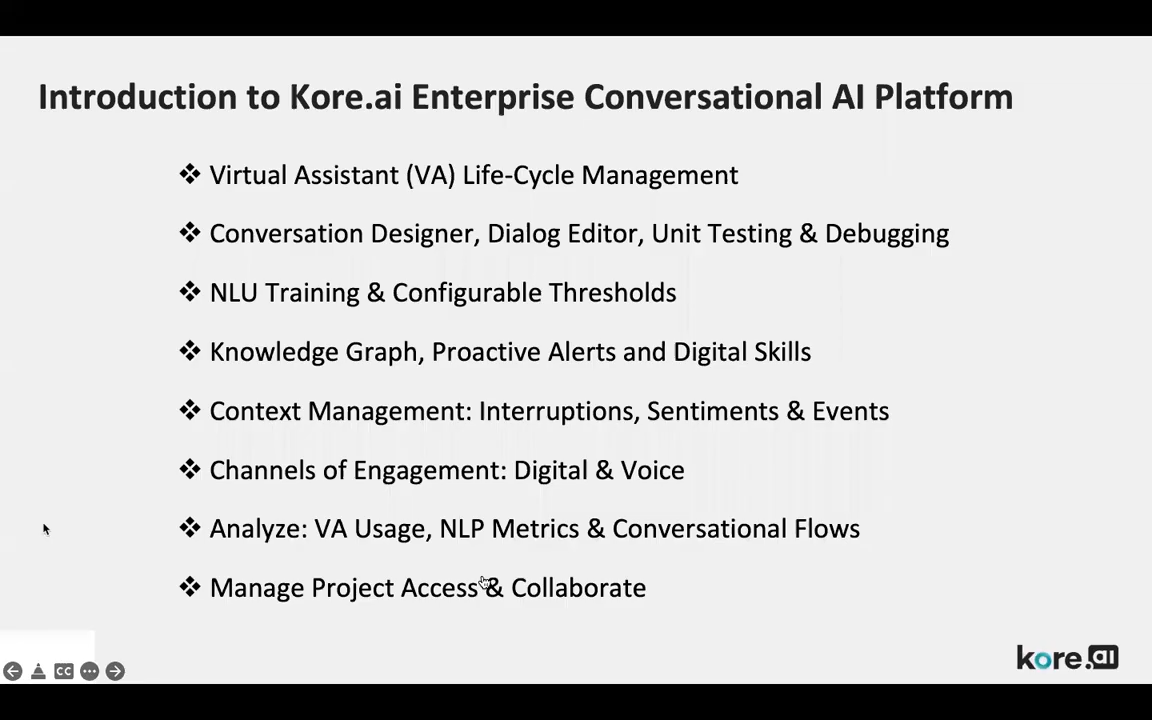 Introduction to Kore.ai Enterprise Conversational AI Platform
❖ Virtual Assistant (VA) Life-Cycle Management
❖ Conversation Designer, Dialog Editor, Unit Testing & Debugging
❖ NLU Training & Configurable Thresholds
❖ Knowledge Graph, Proactive Alerts and Digital Skills
❖ Context Management: Interruptions, Sentiments & Events
❖ Channels of Engagement: Digital & Voice
❖ Analyze: VA Usage, NLP Metrics & Conversational Flows
❖ Manage Project Access & Collaborate
kore.ai
CC